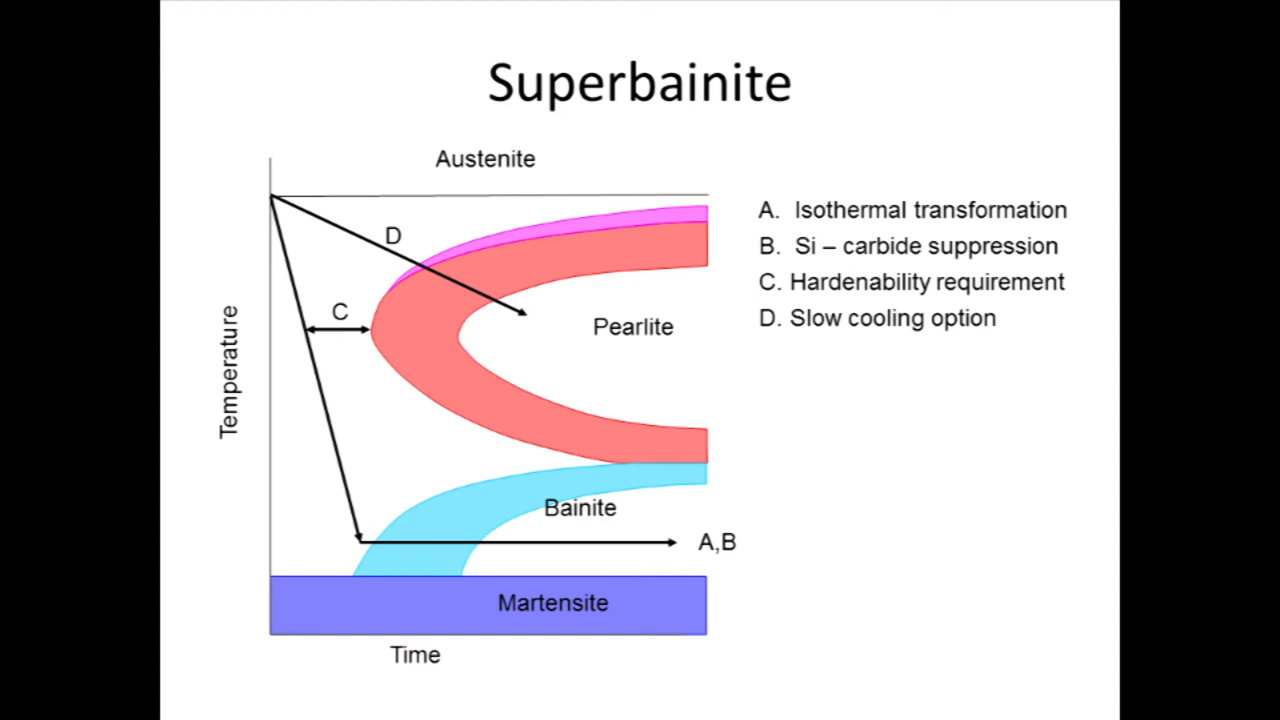 Superbainite
Austenite
A. Isothermal transformation
B. Si – carbide suppression
C. Hardenability requirement
D. Slow cooling option
D
C
Pearlite
Temperature
Bainite
A,B
Martensite
Time